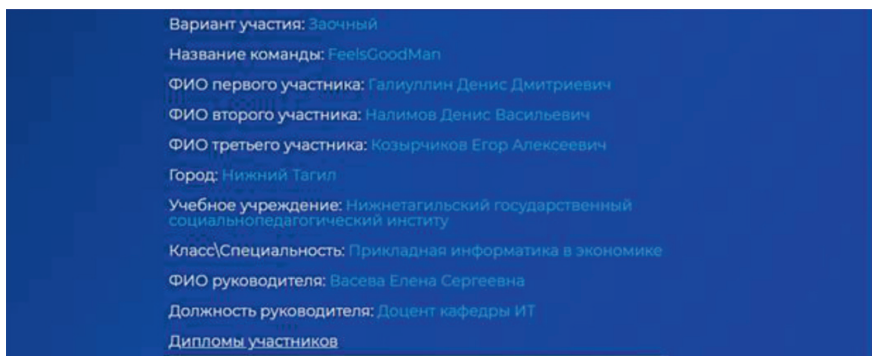 Вариант участия: Заочный
Название команды: FeelsGoodMan
ФИО первого участника: Галиуллин Денис Дмитриевич
ФИО второго участника: Налимов Денис Васильевич
ФИО третьего участника: Козырчиков Егор Алексеевич
Город: Нижний Тагил
Учебное учреждение: Нижнетагильский государственный
социальнопедагогический институ
Класс\Специальность: Прикладная информатика в экономике
ФИО руководителя: Васева Елена Сергеевна
Должность руководителя: Доцент кафедры ИТ
Дипломы участников